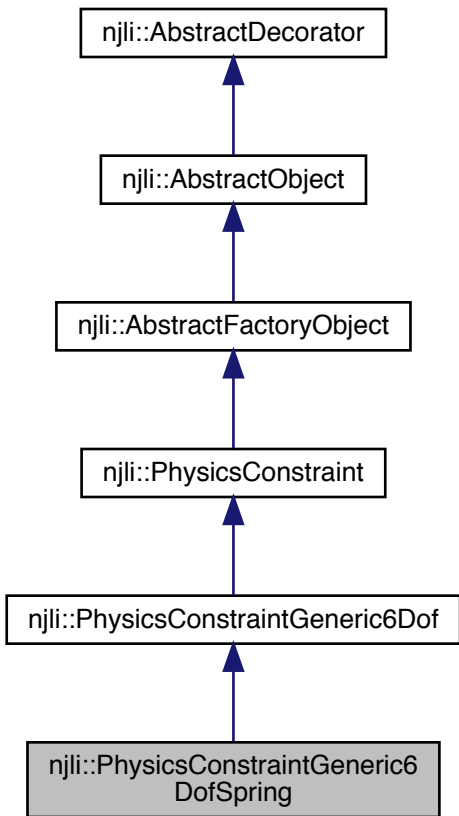 njli::AbstractDecorator
njli::AbstractObject
njli::AbstractFactoryObject
njli::PhysicsConstraint
njli::PhysicsConstraintGeneric6Dof
njli::PhysicsConstraintGeneric6
DofSpring